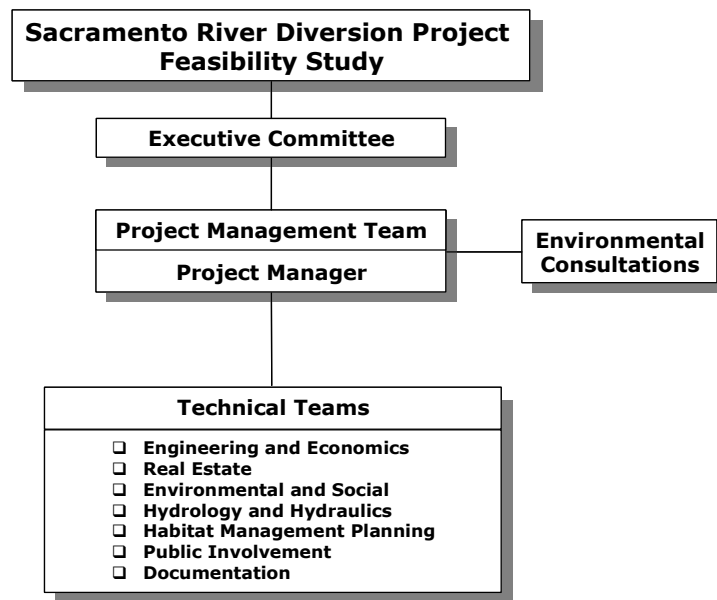 Sacramento River Diversion Project
Feasibility Study
Executive Committee
Project Management Team
Project Manager
Environmental
Consultations
Technical Teams
❑ Engineering and Economics
❑ Real Estate
❑ Environmental and Social
❑ Hydrology and Hydraulics
❑ Habitat Management Planning
❑ Public Involvement
❑ Documentation